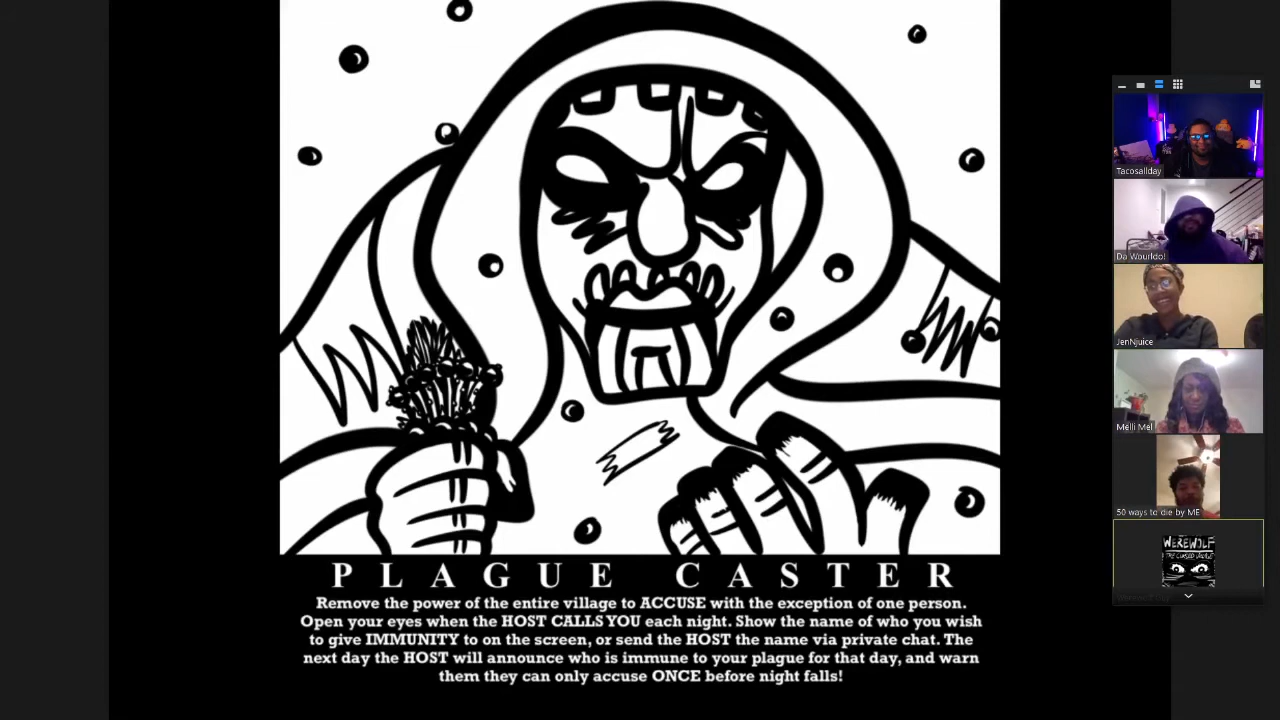 PLAGUE CASTER
Remove the power of the entire village to ACCUSE with the exception of one person.
Open your eyes when the HOST CALLS YOU each night. Show the name of who you wish
to give IMMUNITY to on the screen, or send the HOST the name via private chat. The
next day the HOST will announce who is immune to your plague for that day, and warn
them they can only accuse ONCE before night falls!
Tacosallday
Da Wourldo!
JenNjuice
Melli Mel
50 ways to die by ME
WEREWOLF
THE CURSED VILLAGE